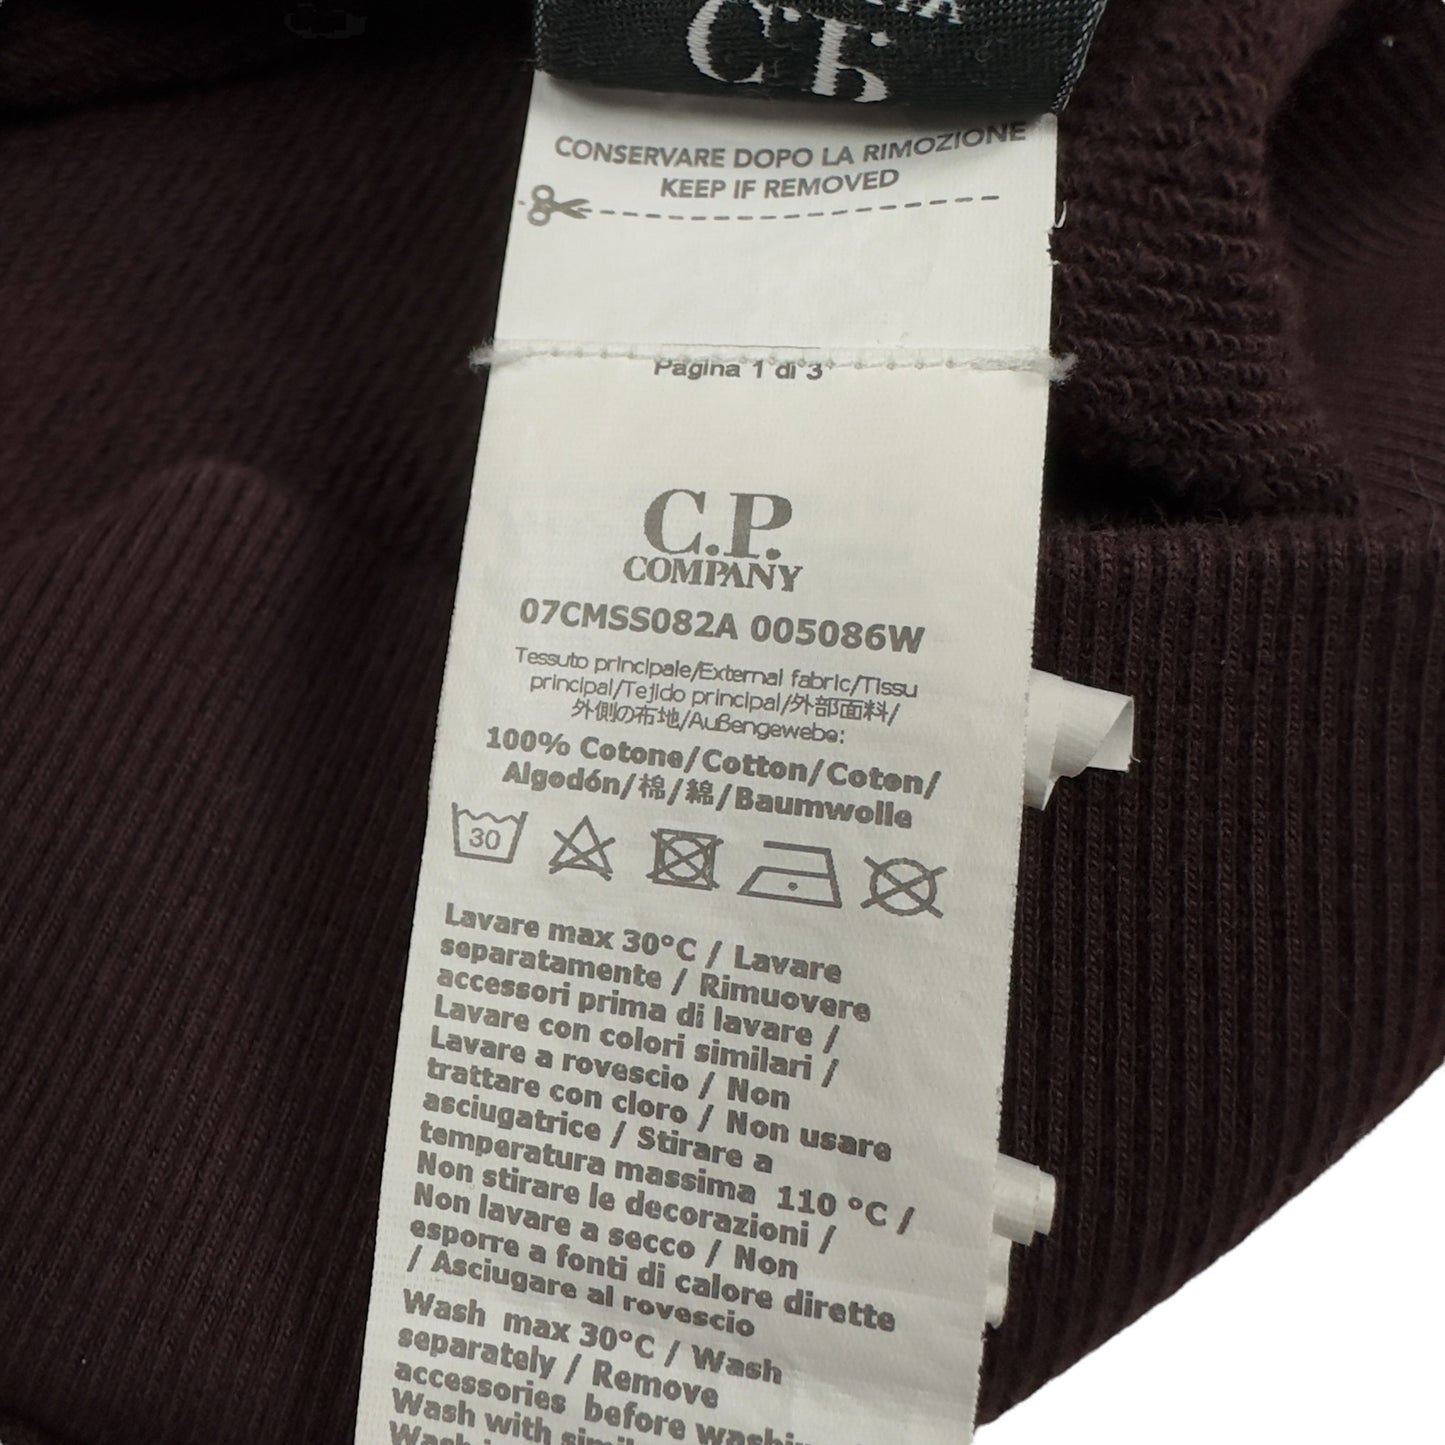 C.P.
CONSERVARE DOPO LA RIMOZIONE
KEEP IF REMOVED
Pagina 1 di 3
C.P.
COMPANY
07CMSS082A 005086W
Tessuto principale/External fabric/Tissu
principal/Tejido principal/外部面料/
外側の布地/Außengewebe:
100% Cotone/Cotton/Coton/
Algodón/棉/綿/Baumwolle
30
Lavare max 30°C / Lavare
separatamente / Rimuovere
accessori prima di lavare /
Lavare con colori similari /
Lavare a rovescio / Non
trattare con cloro / Non usare
asciugatrice / Stirare a
temperatura massima 110 °C /
Non stirare le decorazioni /
Non lavare a secco / Non
esporre a fonti di calore dirette
/ Asciugare al rovescio
Wash max 30°C / Wash
separately / Remove
accessories before
Wash with